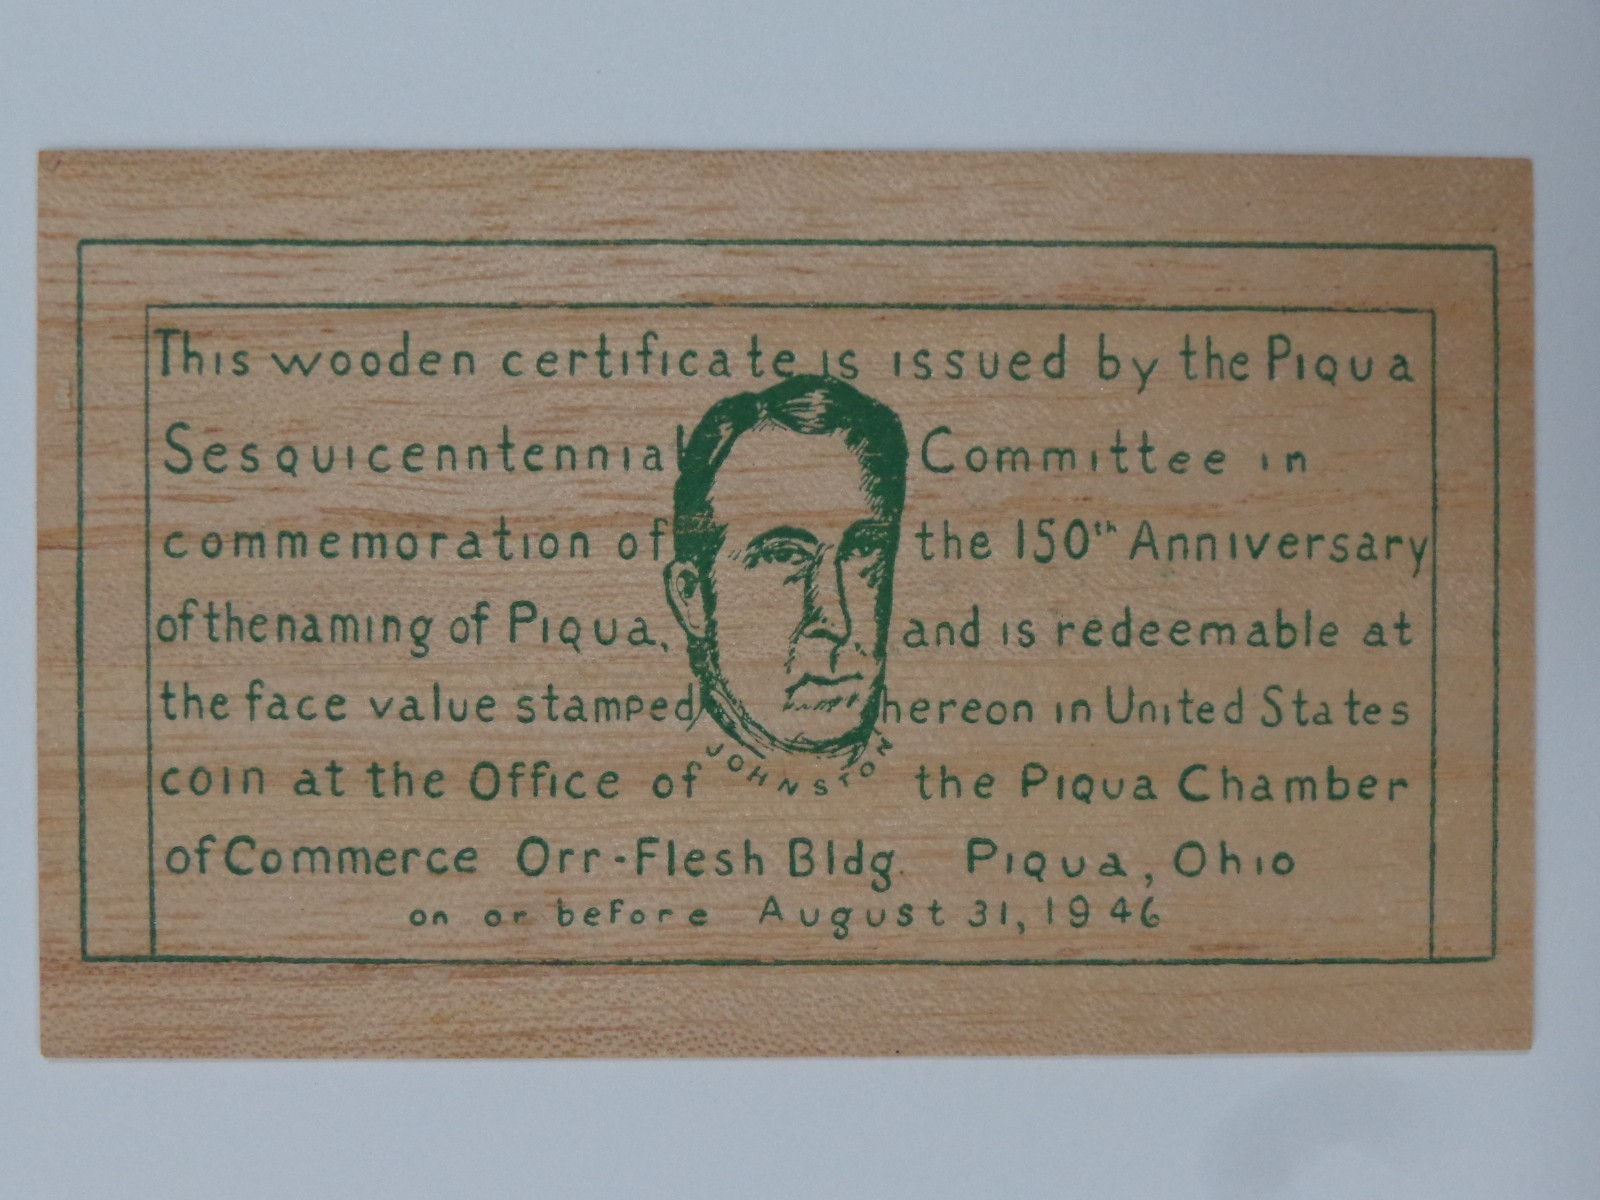 This wooden certificate is issued by the Piqua
Sesquicenntennial Committee in
commemoration of the 150th Anniversary
of the naming of Piqua, and is redeemable at
the face value stamped hereon in United States
coin at the Office of the Piqua Chamber
of Commerce Orr-Flesh Bldg. Piqua, Ohio
on or before August 31, 1946
JOHNSTON